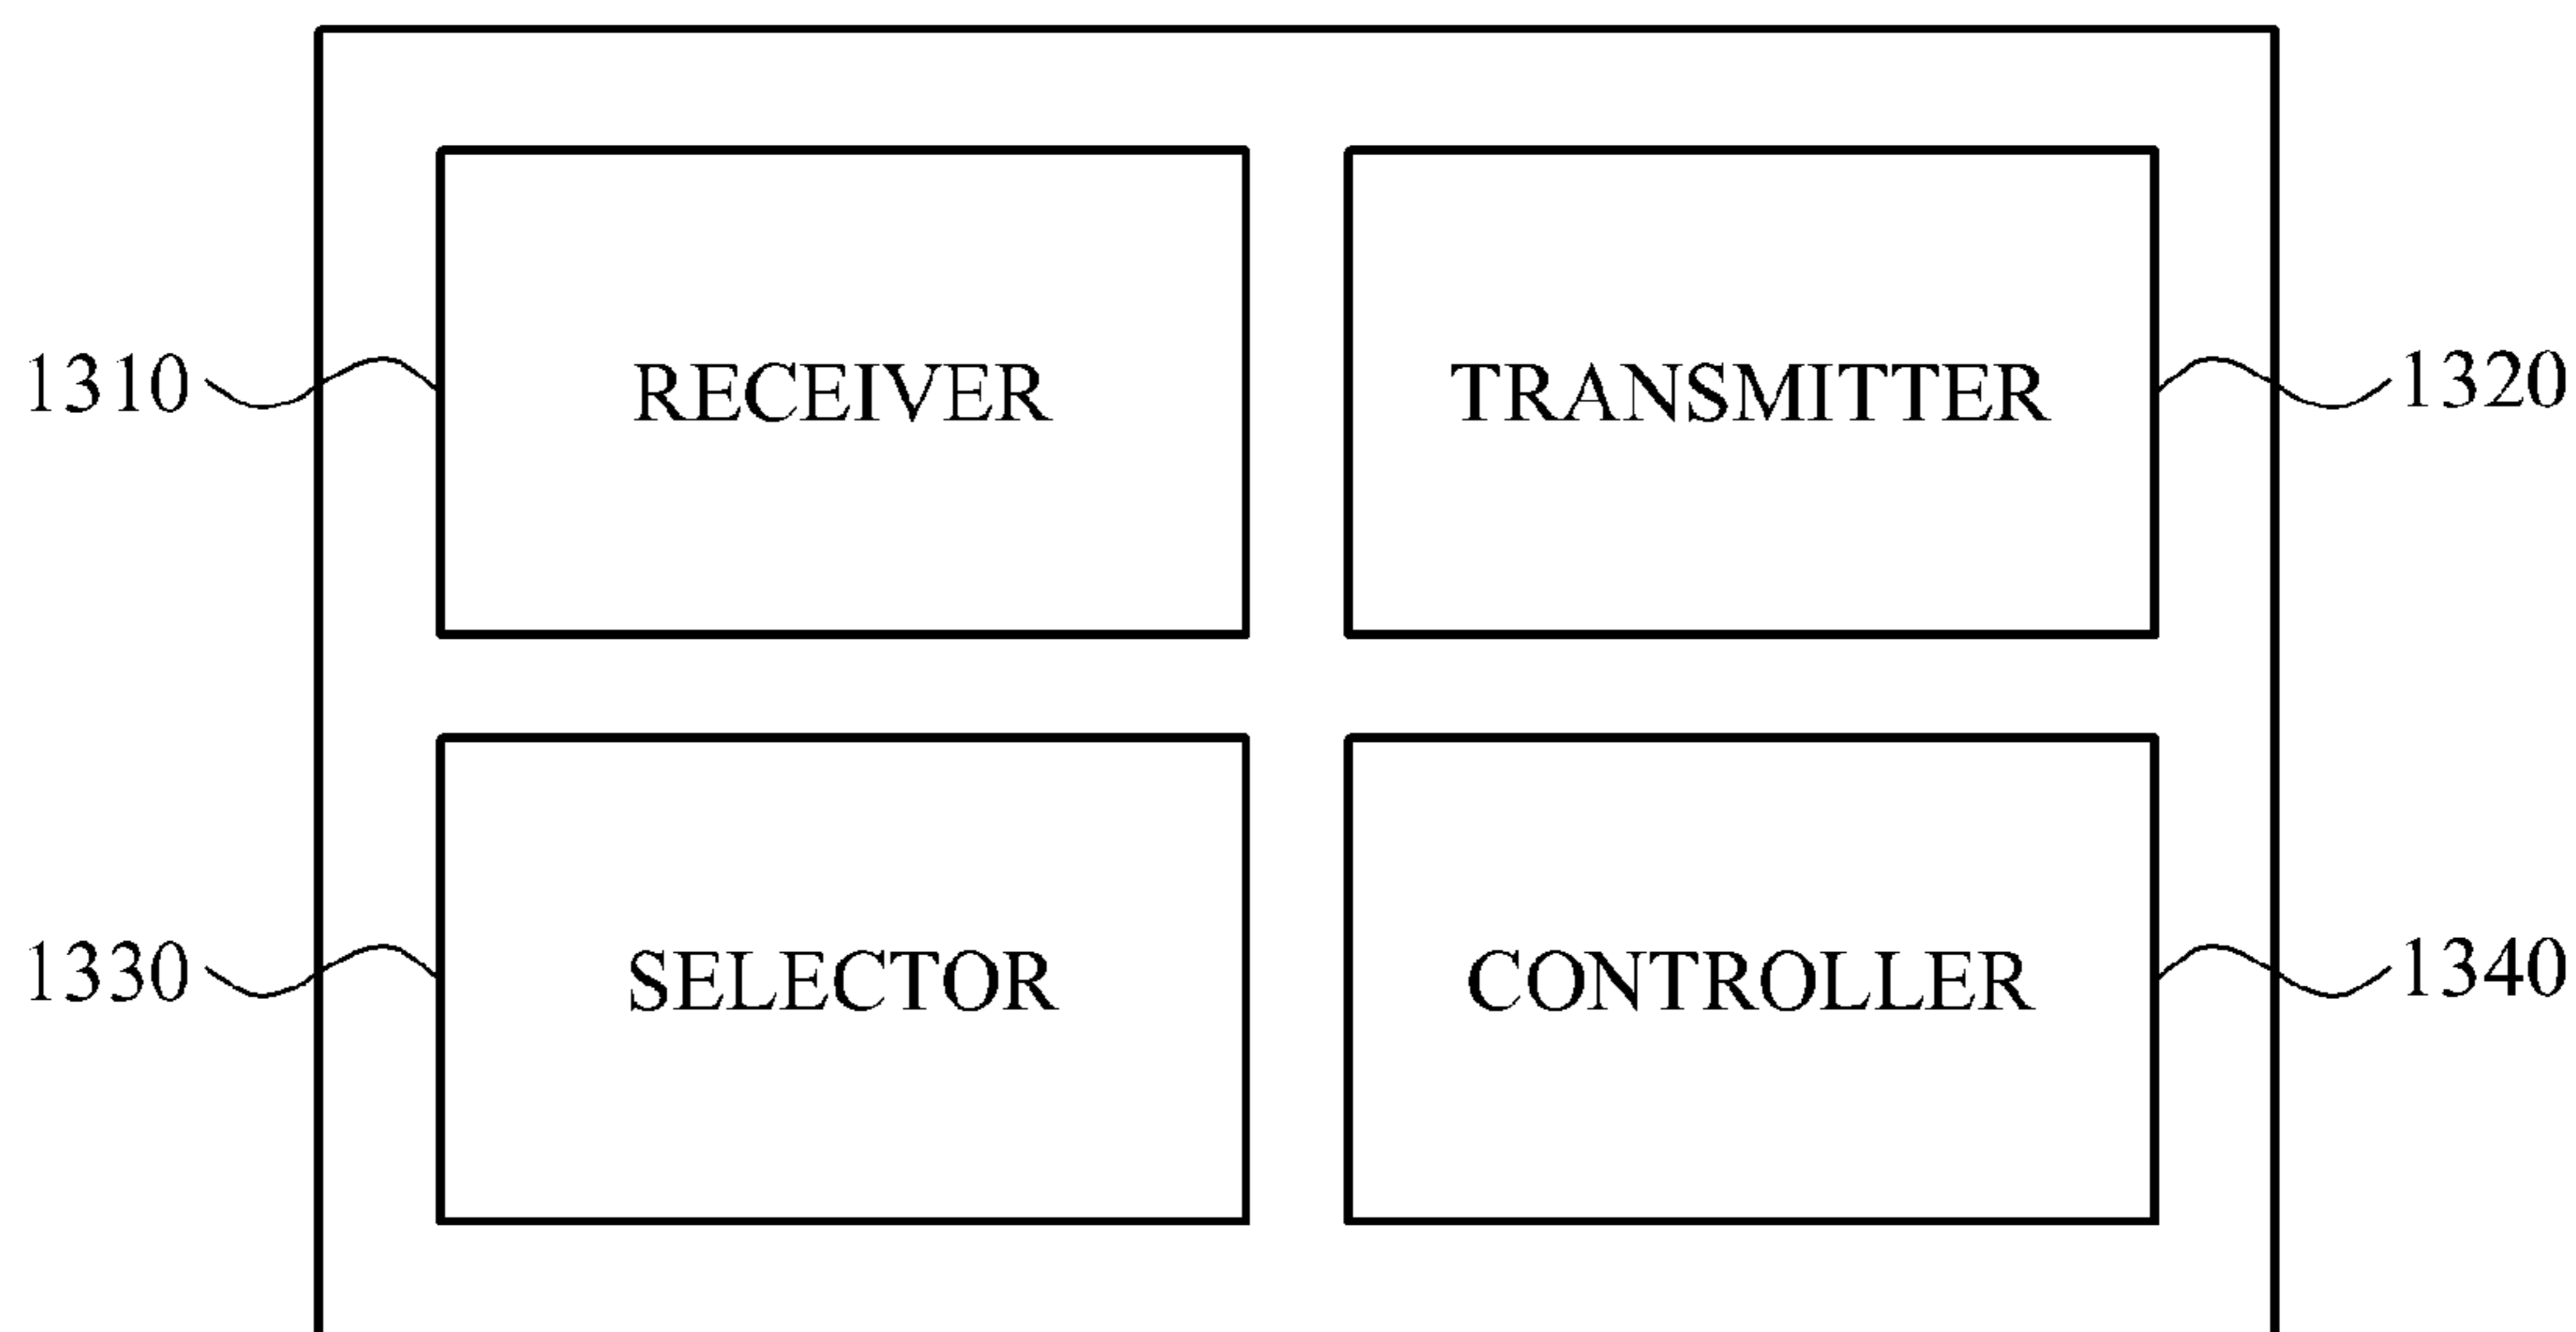 1310 RECEIVER TRANSMITTER 1320
1330 SELECTOR CONTROLLER 1340